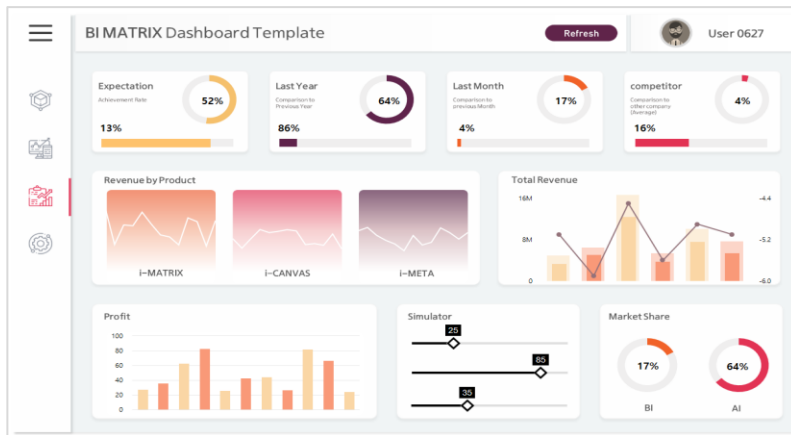 BI MATRIX Dashboard Template
Refresh
User 0627
Expectation
Achievement Rate
52%
13%
Last Year
Comparison to
Previous Year
64%
86%
Last Month
Comparison to
previous Month
17%
4%
competitor
Comparison to
other company
(Average)
4%
16%
Revenue by Product
i-MATRIX
i-CANVAS
i-META
Total Revenue
16M
8M
0
-4.4
-5.2
-6.0
Profit
100
80
60
40
20
0
Simulator
25
85
35
Market Share
17%
BI
64%
AI